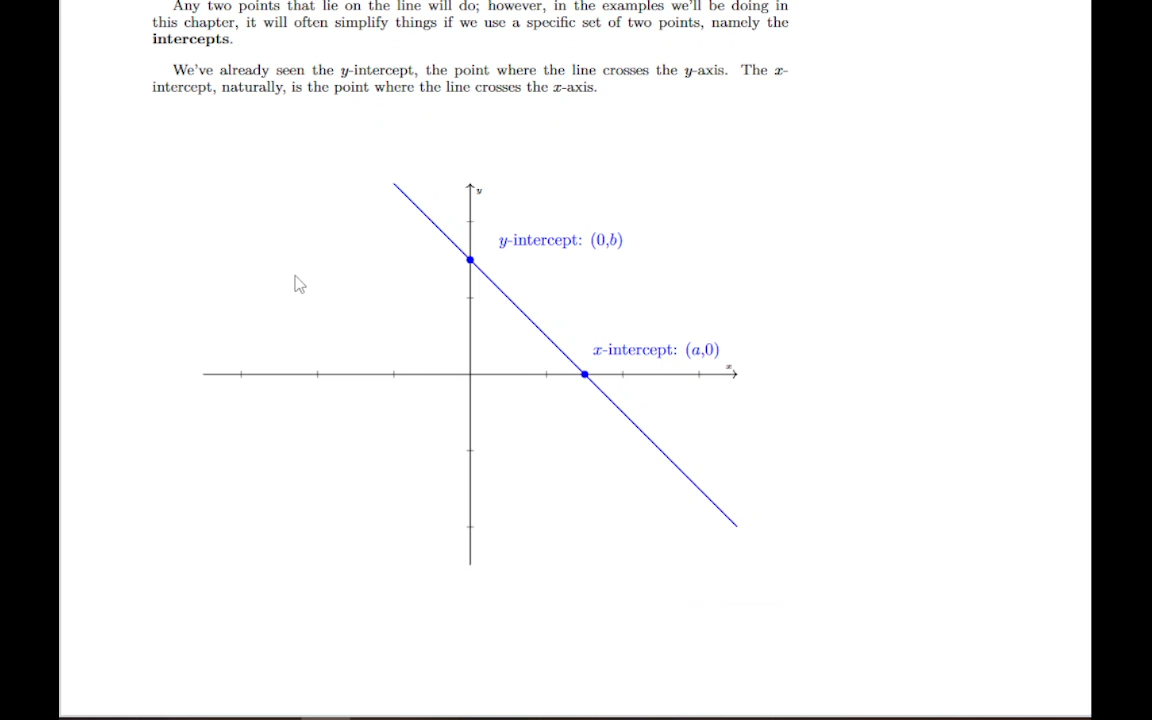 Any two points that lie on the line will do; however, in the examples we'll be doing in
this chapter, it will often simplify things if we use a specific set of two points, namely the
intercepts.
We've already seen the y-intercept, the point where the line crosses the y-axis. The x-
intercept, naturally, is the point where the line crosses the x-axis.
y
y-intercept: (0,b)
x-intercept: (a,0)
x